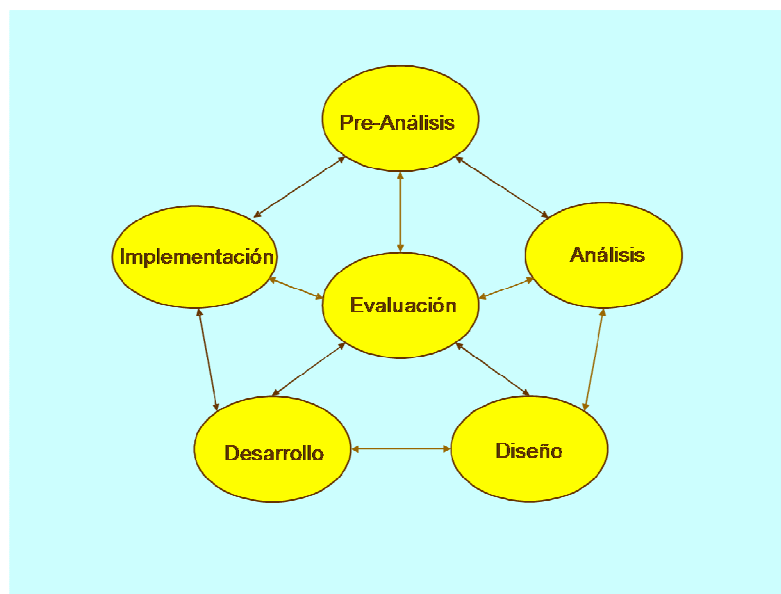 Pre-Análisis
Implementación
Análisis
Evaluación
Desarrollo
Diseño